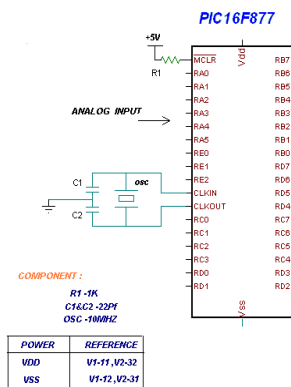 PIC16F877
+5V
R1
ANALOG INPUT
MCLR
RA0
RA1
RA2
RA3
RA4
RA5
RE0
RE1
RE2
CLKIN
CLKOUT
RC0
RC1
RC2
RC3
RD0
RD1
Vdd
Vss
RB7
RB6
RB5
RB4
RB3
RB2
RB1
RB0
RD7
RD6
RD5
RD4
RC7
RC6
RC5
RC4
RD3
RD2
C1
osc
C2
COMPONENT :
R1 -1K
C1&C2 -22Pf
OSC -10MHZ
POWER REFERENCE
VDD V1-11,V2-32
VSS V1-12,V2-31